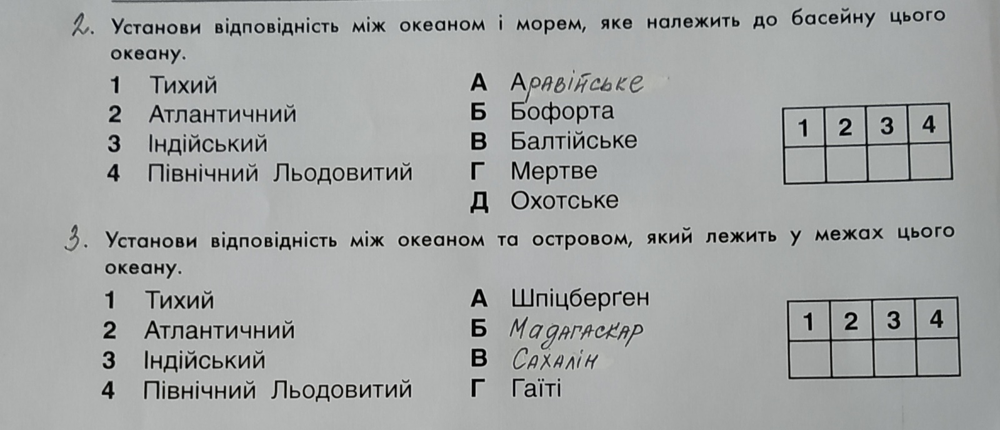 2. Установи відповідність між океаном і морем, яке належить до басейну цього
океану.
1 Тихий А Аравійське
2 Атлантичний Б Бофорта
3 Індійський В Балтійське
4 Північний Льодовитий Г Мертве
Д Охотське
1 2 3 4
3. Установи відповідність між океаном та островом, який лежить у межах цього
океану.
1 Тихий А Шпіцберґен
2 Атлантичний Б Мадагаскар
3 Індійський В Сахалін
4 Північний Льодовитий Г Гаїті
1 2 3 4